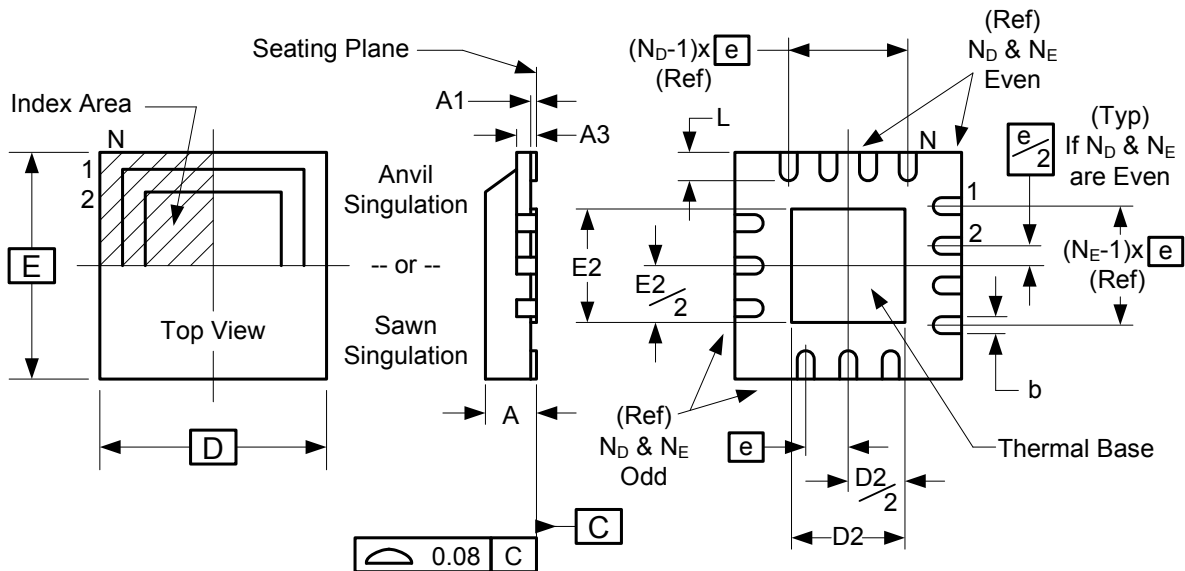 Seating Plane
Index Area
N
1
2
E
Top View
D
A1
A3
Anvil
Singulation
-- or --
Sawn
Singulation
A
0.08 C
C
(N_D-1)x e
(Ref)
L
(Ref)
N_D & N_E
Even
N
e/2
(Typ)
If N_D & N_E
are Even
1
2
(N_E-1)x e
(Ref)
E2
E2/2
b
(Ref)
N_D & N_E
Odd
e
Thermal Base
D2/2
D2